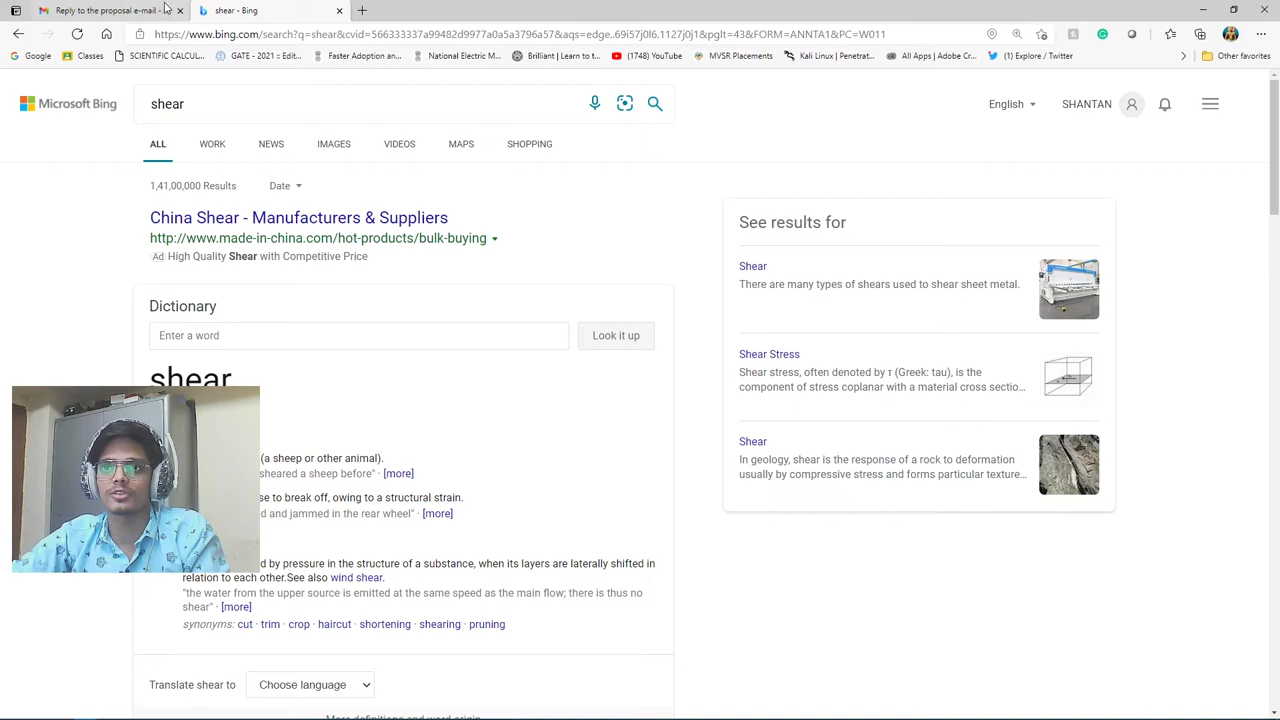 Reply to the proposal e-mail -
shear - Bing
https://www.bing.com/search?q=shear&cvid=566333337a99482d9977a0a5a3796a57&aqs=edge..69i57j0l6.1127j0j1&pglt=43&FORM=ANNTA1&PC=W011
Google
Classes
SCIENTIFIC CALCUL...
GATE - 2021 :: Edit...
Faster Adoption an...
National Electric M...
Brilliant | Learn to t...
(1748) YouTube
MVSR Placements
Kali Linux | Penetrat...
All Apps | Adobe Cr...
(1) Explore / Twitter
Other favorites
Microsoft Bing
shear
English
SHANTAN
ALL
WORK
NEWS
IMAGES
VIDEOS
MAPS
SHOPPING
1,41,00,000 Results
Date
China Shear - Manufacturers & Suppliers
http://www.made-in-china.com/hot-products/bulk-buying
Ad High Quality Shear with Competitive Price
Dictionary
Enter a word
Look it up
shear
(a sheep or other animal).
sheared a sheep before" · [more]
se to break off, owing to a structural strain.
d and jammed in the rear wheel" · [more]
d by pressure in the structure of a substance, when its layers are laterally shifted in
relation to each other.See also wind shear.
"the water from the upper source is emitted at the same speed as the main flow; there is thus no
shear" · [more]
synonyms: cut · trim · crop · haircut · shortening · shearing · pruning
Translate shear to
Choose language
More definitions and word origin
See results for
Shear
There are many types of shears used to shear sheet metal.
Shear Stress
Shear stress, often denoted by τ (Greek: tau), is the
component of stress coplanar with a material cross sectio...
Shear
In geology, shear is the response of a rock to deformation
usually by compressive stress and forms particular texture...